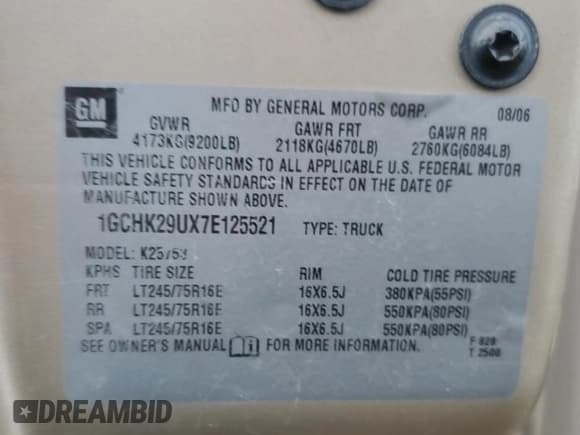 GM
MFD BY GENERAL MOTORS CORP. 08/06
GVWR GAWR FRT GAWR RR
4173KG(9200LB) 2118KG(4670LB) 2760KG(6084LB)
THIS VEHICLE CONFORMS TO ALL APPLICABLE U.S. FEDERAL MOTOR
VEHICLE SAFETY STANDARDS IN EFFECT ON THE DATE OF
MANUFACTURE SHOWN ABOVE.
1GCHK29UX7E125521 TYPE: TRUCK
MODEL:
KPHS TIRE SIZE RIM COLD TIRE PRESSURE
FRT LT245/75R16E 16X6.5J 380KPA(55PSI)
RR LT245/75R16E 16X6.5J 550KPA(80PSI)
SPA LT245/75R16E 16X6.5J 550KPA(80PSI)
SEE OWNER'S MANUAL FOR MORE INFORMATION.
DREAMBID